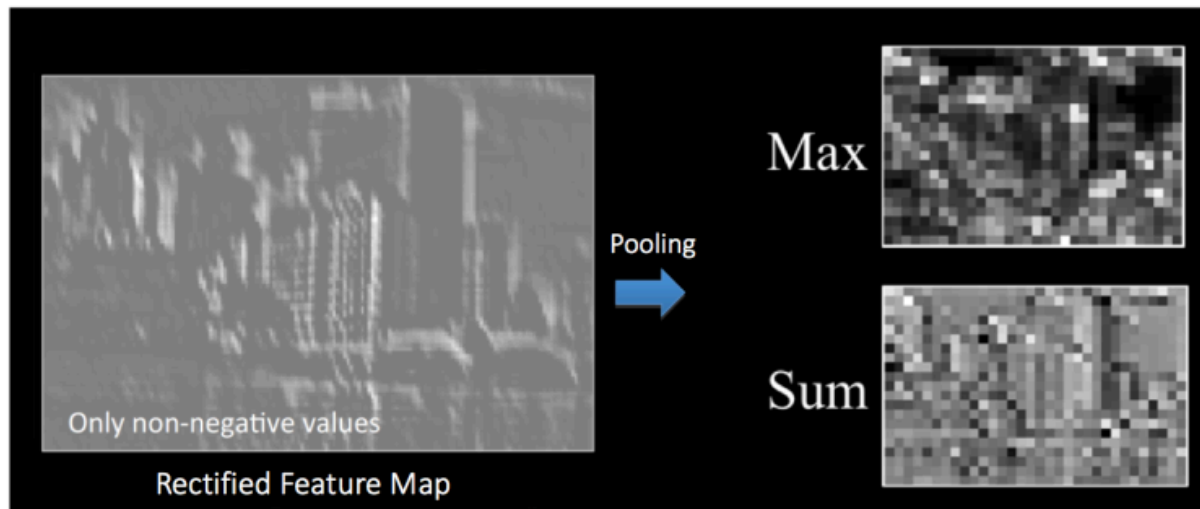 Only non-negative values
Rectified Feature Map
Pooling
Max
Sum